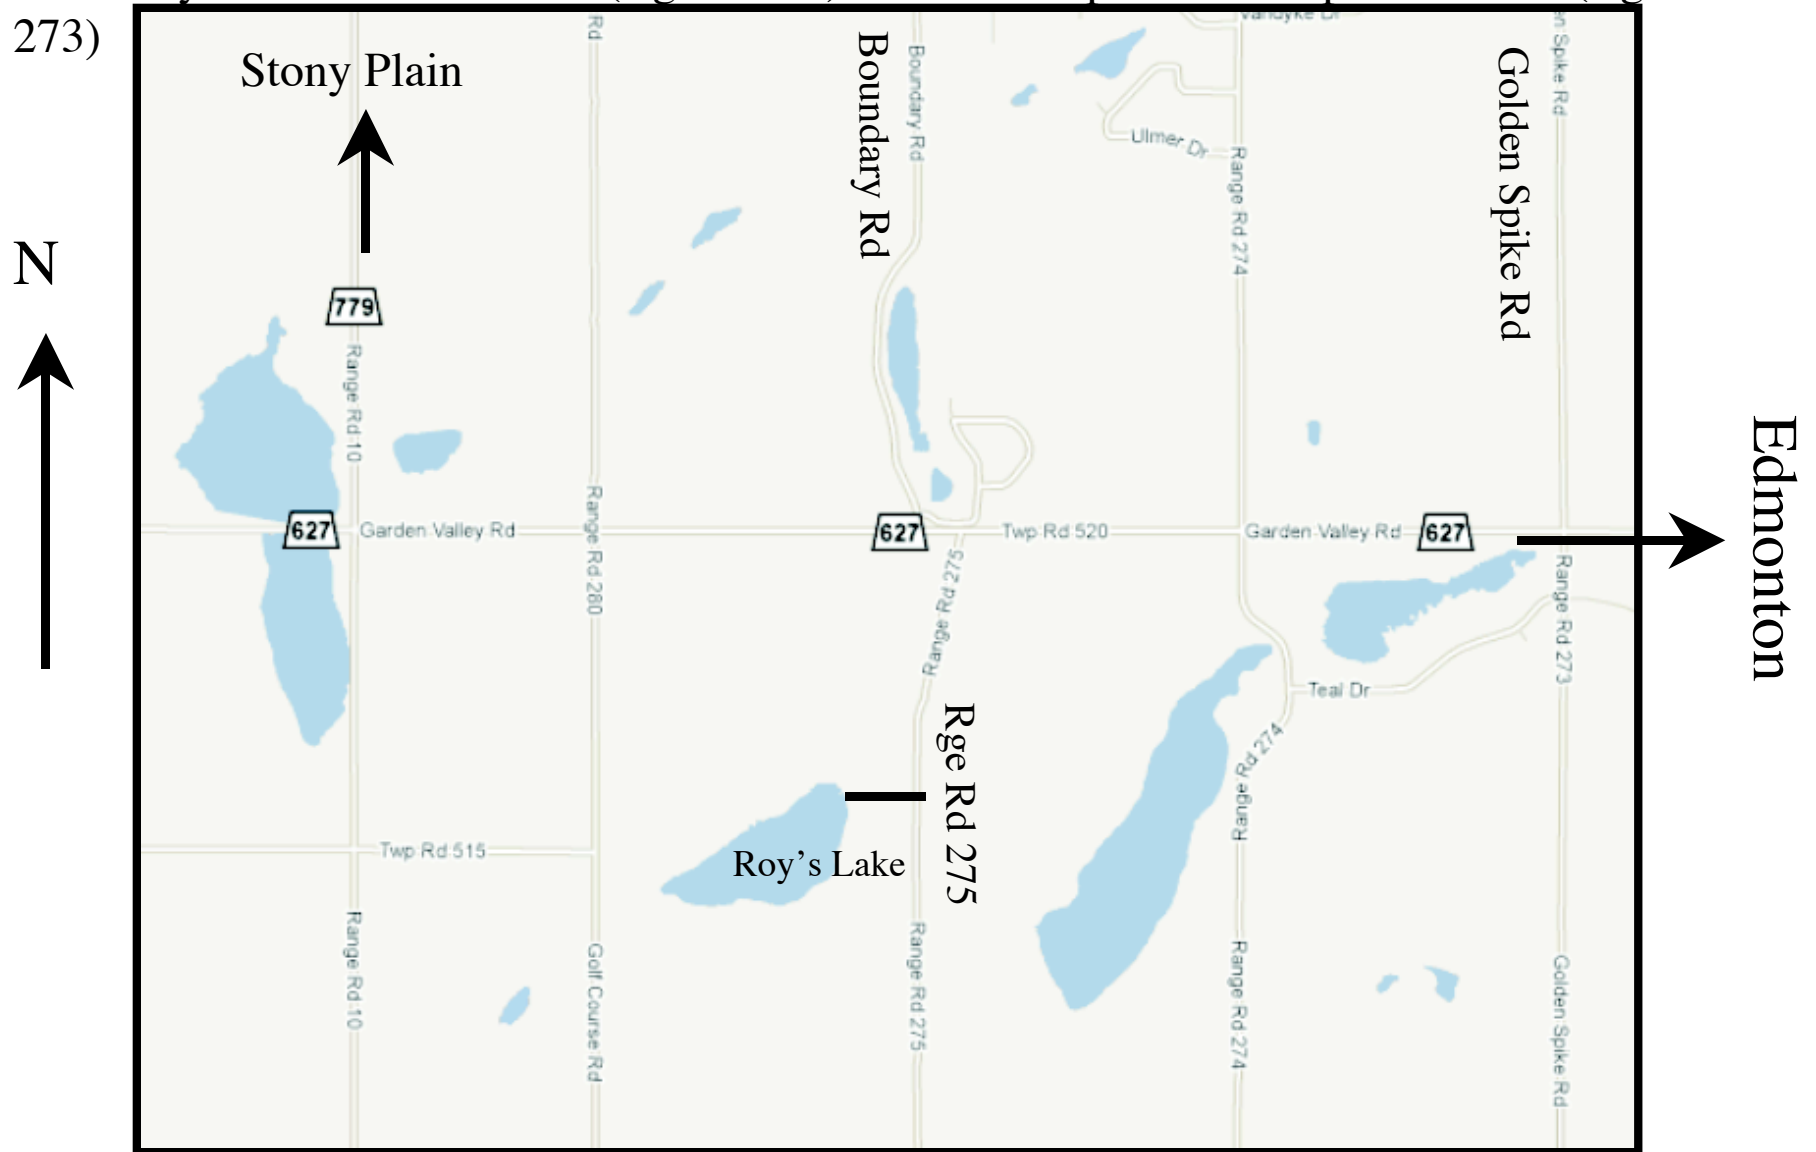 273)
Vandyke Dr
Rd
Boundary Rd
Boundary Rd
Golden Spike Rd
en Spike Rd
Stony Plain
Ulmer Dr
Range Rd 274
N
779
Range Rd 10
Edmonton
627
Garden Valley Rd
Range Rd 280
627
Twp Rd 520
Garden Valley Rd
627
Range Rd 275
Range Rd 273
Teal Dr
Rge Rd 275
Range Rd 274
Twp Rd 515
Roy's Lake
Range Rd 10
Golf Course Rd
Range Rd 275
Range Rd 274
Golden Spike Rd